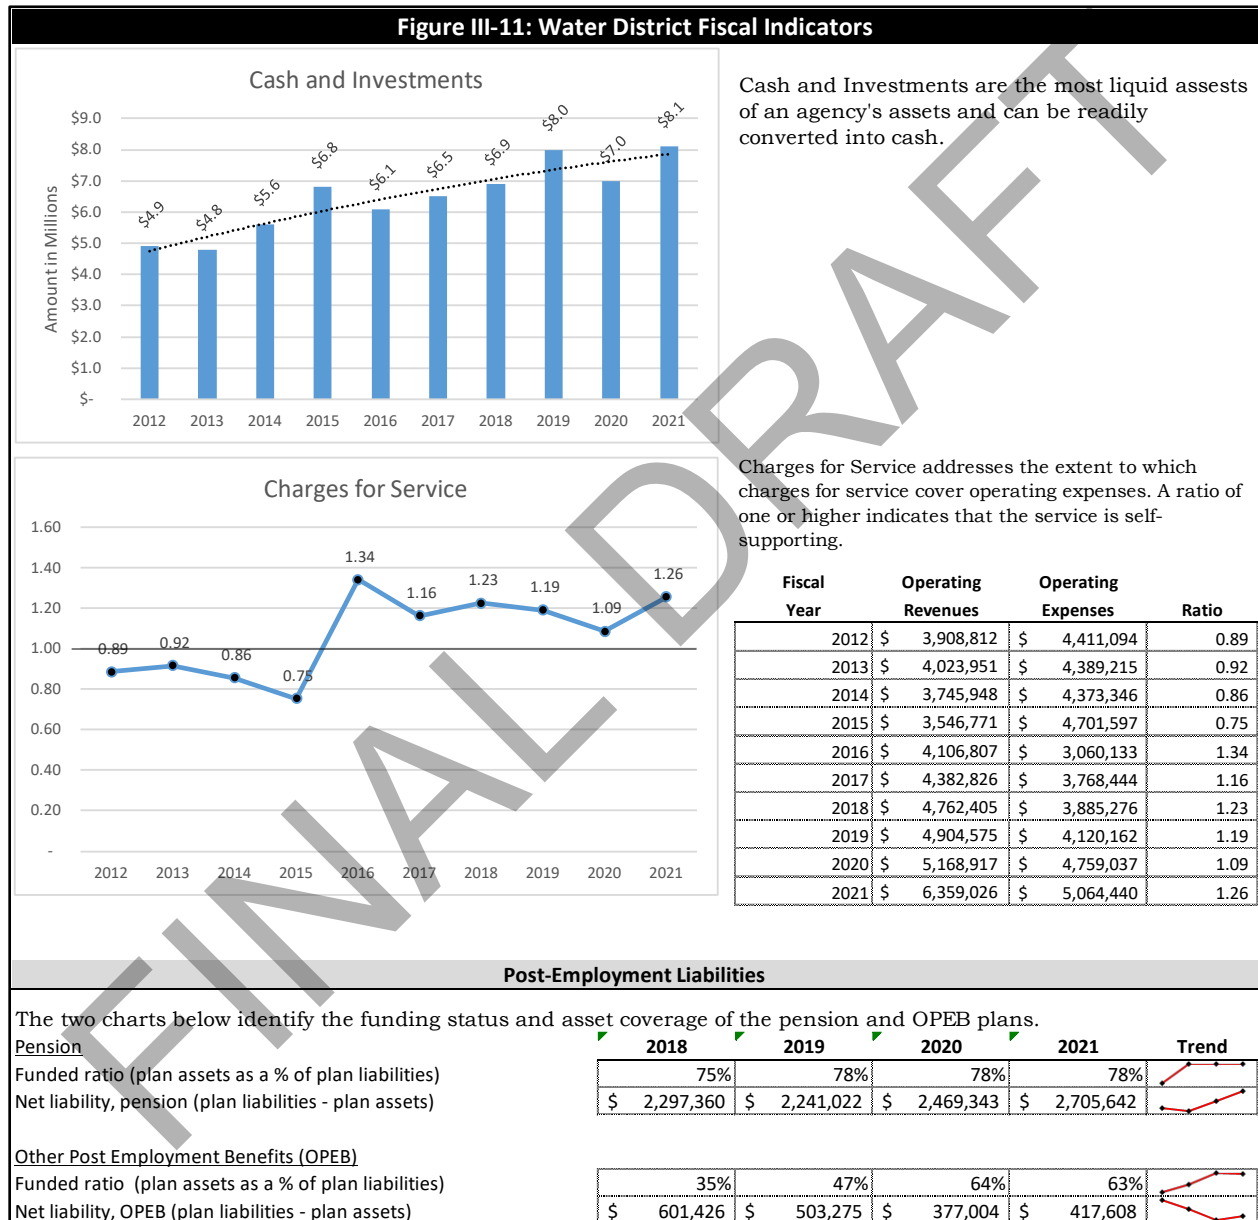 Figure III-11: Water District Fiscal Indicators
Cash and Investments
Amount in Millions
$9.0
$8.0
$7.0
$6.0
$5.0
$4.0
$3.0
$2.0
$1.0
$-
$4.9
$4.8
$5.6
$6.8
$6.1
$6.5
$6.9
$8.0
$7.0
$8.1
2012 2013 2014 2015 2016 2017 2018 2019 2020 2021
Cash and Investments are the most liquid assests
of an agency's assets and can be readily
converted into cash.
Charges for Service
1.60
1.40
1.20
1.00
0.80
0.60
0.40
0.20
-
0.89
0.92
0.86
0.75
1.34
1.16
1.23
1.19
1.09
1.26
2012 2013 2014 2015 2016 2017 2018 2019 2020 2021
Charges for Service addresses the extent to which
charges for service cover operating expenses. A ratio of
one or higher indicates that the service is self-
supporting.
Fiscal Operating Operating
Year Revenues Expenses Ratio
2012 $ 3,908,812 $ 4,411,094 0.89
2013 $ 4,023,951 $ 4,389,215 0.92
2014 $ 3,745,948 $ 4,373,346 0.86
2015 $ 3,546,771 $ 4,701,597 0.75
2016 $ 4,106,807 $ 3,060,133 1.34
2017 $ 4,382,826 $ 3,768,444 1.16
2018 $ 4,762,405 $ 3,885,276 1.23
2019 $ 4,904,575 $ 4,120,162 1.19
2020 $ 5,168,917 $ 4,759,037 1.09
2021 $ 6,359,026 $ 5,064,440 1.26
Post-Employment Liabilities
The two charts below identify the funding status and asset coverage of the pension and OPEB plans.
Pension 2018 2019 2020 2021 Trend
Funded ratio (plan assets as a % of plan liabilities) 75% 78% 78% 78%
Net liability, pension (plan liabilities - plan assets) $ 2,297,360 $ 2,241,022 $ 2,469,343 $ 2,705,642
Other Post Employment Benefits (OPEB)
Funded ratio (plan assets as a % of plan liabilities) 35% 47% 64% 63%
Net liability, OPEB (plan liabilities - plan assets) $ 601,426 $ 503,275 $ 377,004 $ 417,608
FINAL DRAFT